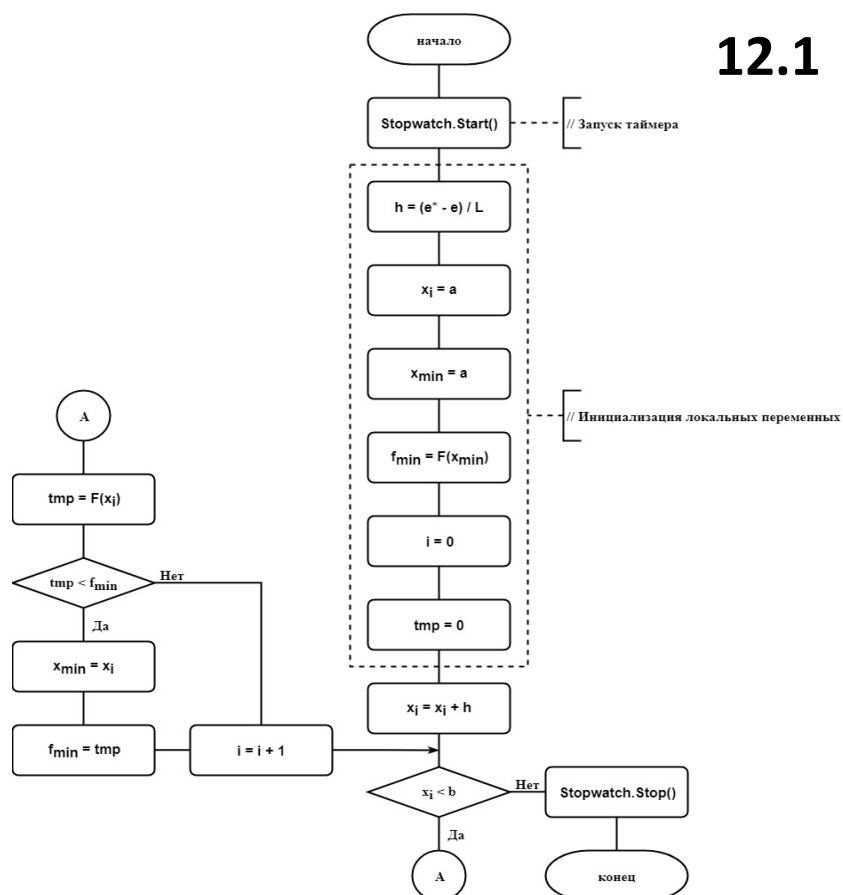 начало
12.1
Stopwatch.Start()
// Запуск таймера
h = (e* - e) / L
xi = a
xmin = a
// Инициализация локальных переменных
fmin = F(xmin)
i = 0
tmp = 0
xi = xi + h
xi < b
Нет
Stopwatch.Stop()
Да
A
конец
A
tmp = F(xi)
tmp < fmin
Нет
Да
xmin = xi
fmin = tmp
i = i + 1